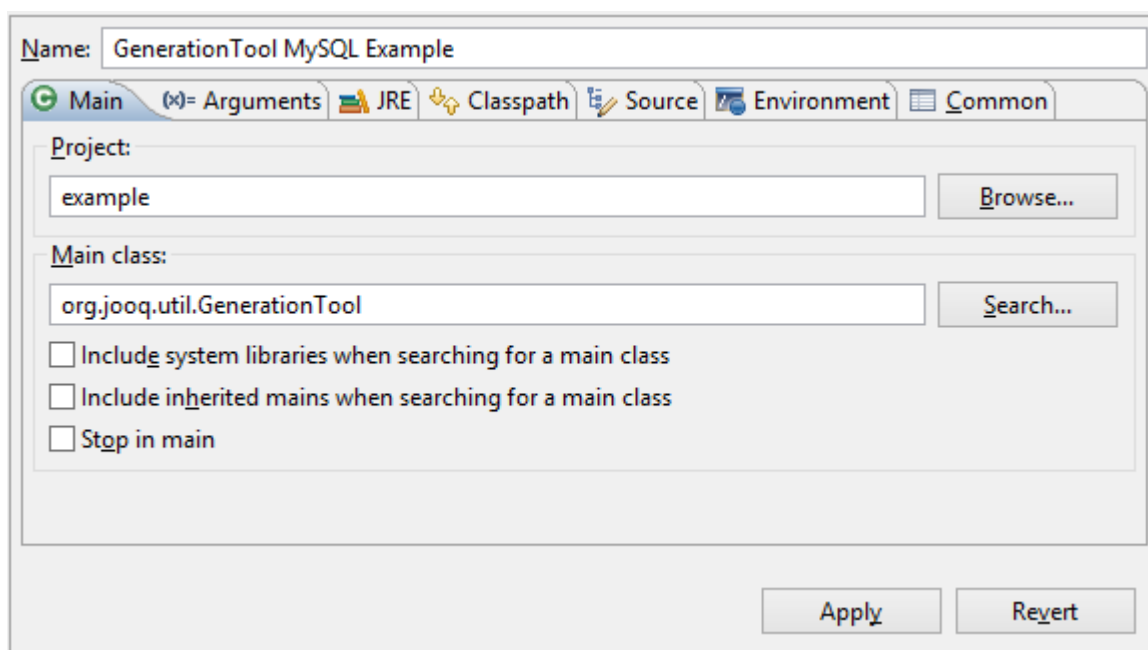 Name: GenerationTool MySQL Example
Main (x)= Arguments JRE Classpath Source Environment Common
Project:
example Browse...
Main class:
org.jooq.util.GenerationTool Search...
Include system libraries when searching for a main class
Include inherited mains when searching for a main class
Stop in main
Apply Revert